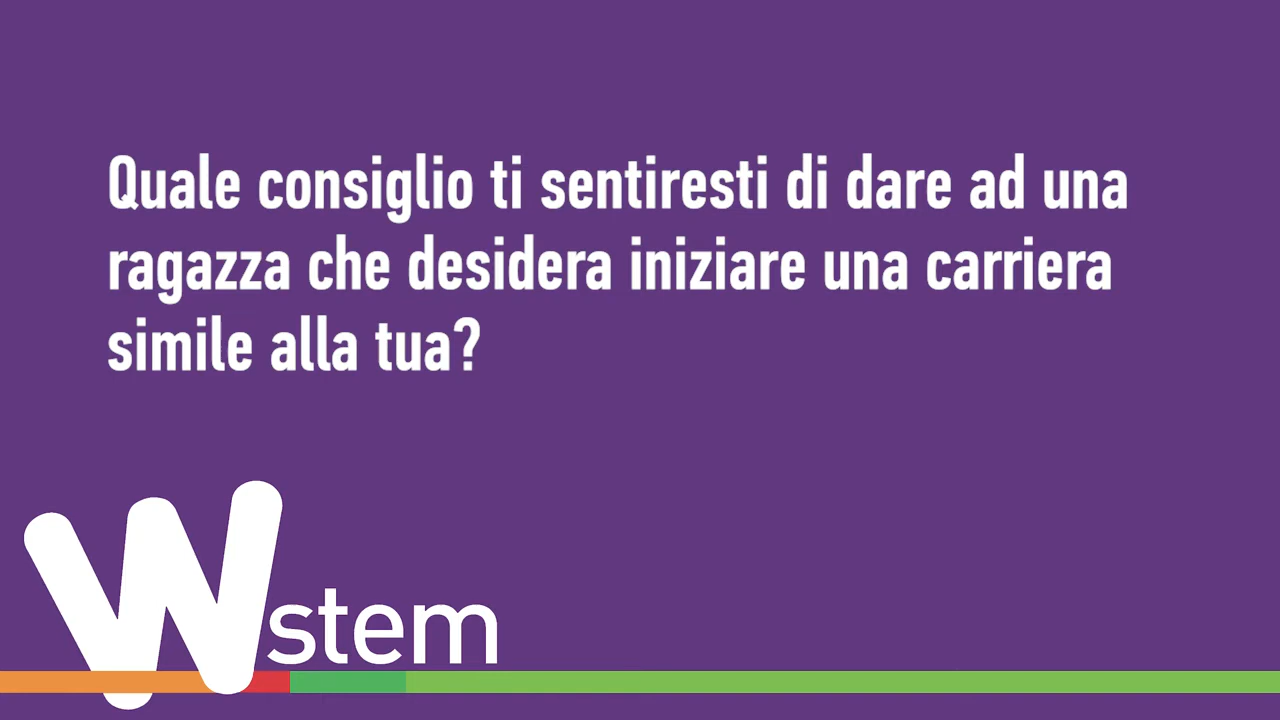 Quale consiglio ti sentiresti di dare ad una
ragazza che desidera iniziare una carriera
simile alla tua?
Wstem